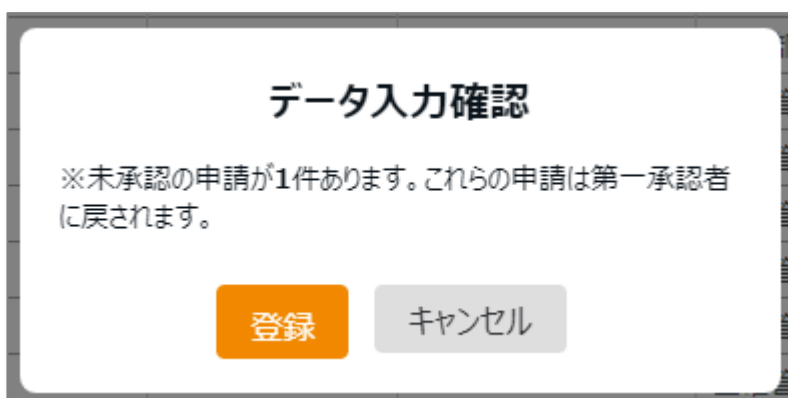 データ入力確認
※未承認の申請が1件あります。これらの申請は第一承認者
に戻されます。
登録
キャンセル